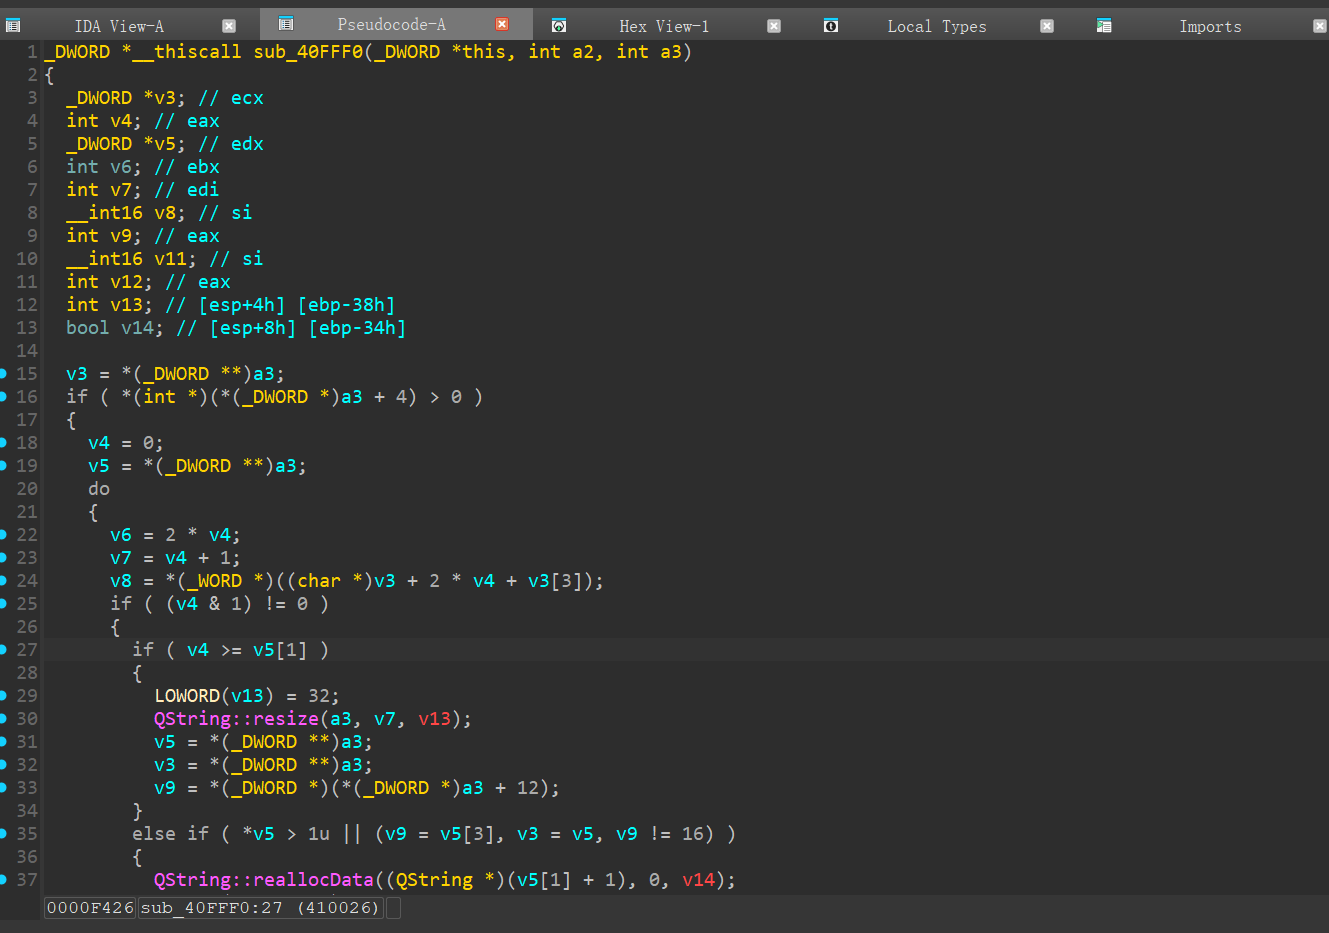 IDA View-A Pseudocode-A Hex View-1 Local Types Imports
1 _DWORD *__thiscall sub_40FFF0(_DWORD *this, int a2, int a3)
2 {
3   _DWORD *v3; // ecx
4   int v4; // eax
5   _DWORD *v5; // edx
6   int v6; // ebx
7   int v7; // edi
8   __int16 v8; // si
9   int v9; // eax
10   __int16 v11; // si
11   int v12; // eax
12   int v13; // [esp+4h] [ebp-38h]
13   bool v14; // [esp+8h] [ebp-34h]
14
15   v3 = *(_DWORD **)a3;
16   if ( *(int *)(*(_DWORD *)a3 + 4) > 0 )
17   {
18     v4 = 0;
19     v5 = *(_DWORD **)a3;
20     do
21     {
22       v6 = 2 * v4;
23       v7 = v4 + 1;
24       v8 = *(_WORD *)((char *)v3 + 2 * v4 + v3[3]);
25       if ( (v4 & 1) != 0 )
26       {
27         if ( v4 >= v5[1] )
28         {
29           LOWORD(v13) = 32;
30           QString::resize(a3, v7, v13);
31           v5 = *(_DWORD **)a3;
32           v3 = *(_DWORD **)a3;
33           v9 = *(_DWORD *)(*(_DWORD *)a3 + 12);
34         }
35         else if ( *v5 > 1u || (v9 = v5[3], v3 = v5, v9 != 16) )
36         {
37           QString::reallocData((QString *)(v5[1] + 1), 0, v14);
0000F426 sub_40FFF0:27 (410026)